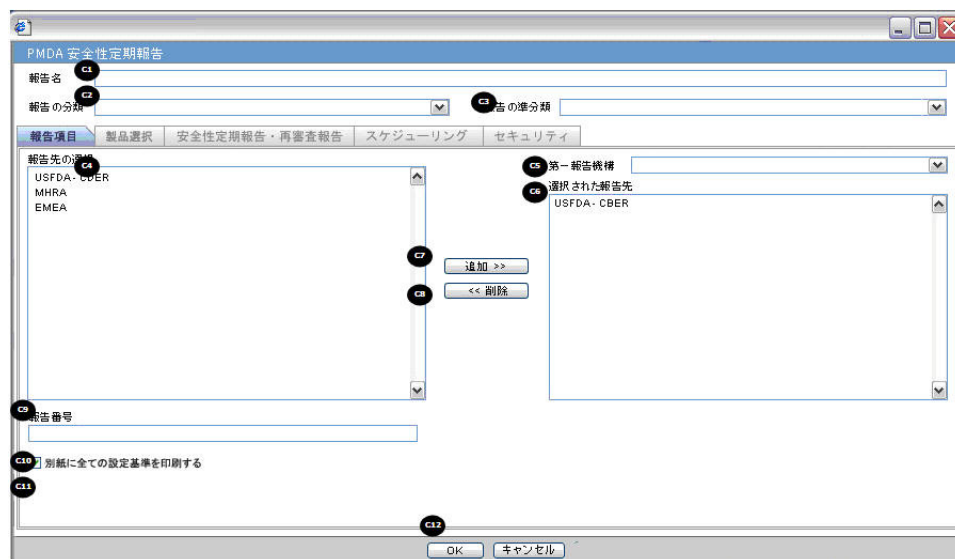 PMDA 安全性定期報告
C1
報告名
C2
報告の分類
C3
告の準分類
報告項目 製品選択 安全性定期報告・再審査報告 スケジューリング セキュリティ
報告先の選択
C4
C5 第一報告機構
C6 選択された報告先
USFDA- CDER
MHRA
EMEA
USFDA- CBER
C7
追加 >>
C8
<< 削除
C9
報告番号
C10
別紙に全ての設定基準を印刷する
C11
C12
OK キャンセル